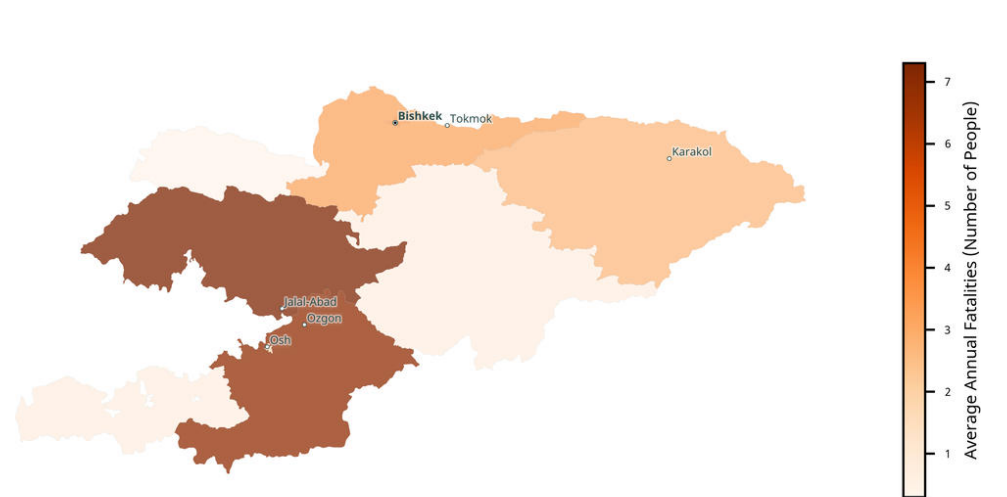 Bishkek
Tokmok
Karakol
Jalal-Abad
Ozgon
Osh
7
6
5
4
3
2
1
Average Annual Fatalities (Number of People)